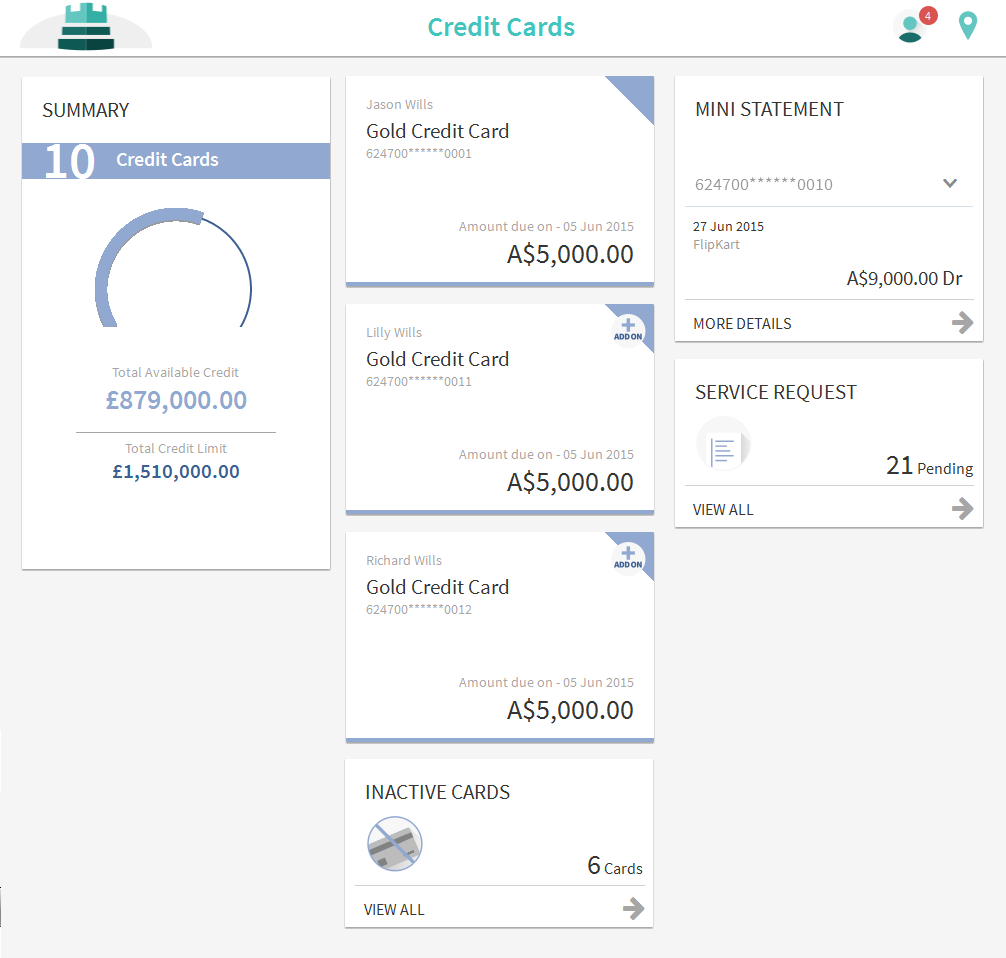 Credit Cards
4
SUMMARY
10 Credit Cards
Total Available Credit
£879,000.00
Total Credit Limit
£1,510,000.00
Jason Wills
Gold Credit Card
624700******0001
Amount due on - 05 Jun 2015
A$5,000.00
Lilly Wills
ADD ON
Gold Credit Card
624700******0011
Amount due on - 05 Jun 2015
A$5,000.00
Richard Wills
ADD ON
Gold Credit Card
624700******0012
Amount due on - 05 Jun 2015
A$5,000.00
INACTIVE CARDS
6 Cards
VIEW ALL
MINI STATEMENT
624700******0010
27 Jun 2015
FlipKart
A$9,000.00 Dr
MORE DETAILS
SERVICE REQUEST
21 Pending
VIEW ALL